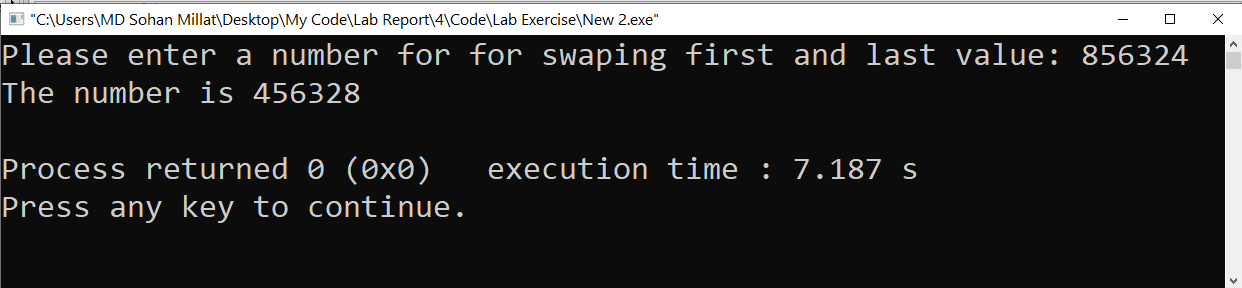 "C:\Users\MD Sohan Millat\Desktop\My Code\Lab Report\4\Code\Lab Exercise\New 2.exe"
Please enter a number for for swaping first and last value: 856324
The number is 456328
Process returned 0 (0x0)   execution time : 7.187 s
Press any key to continue.